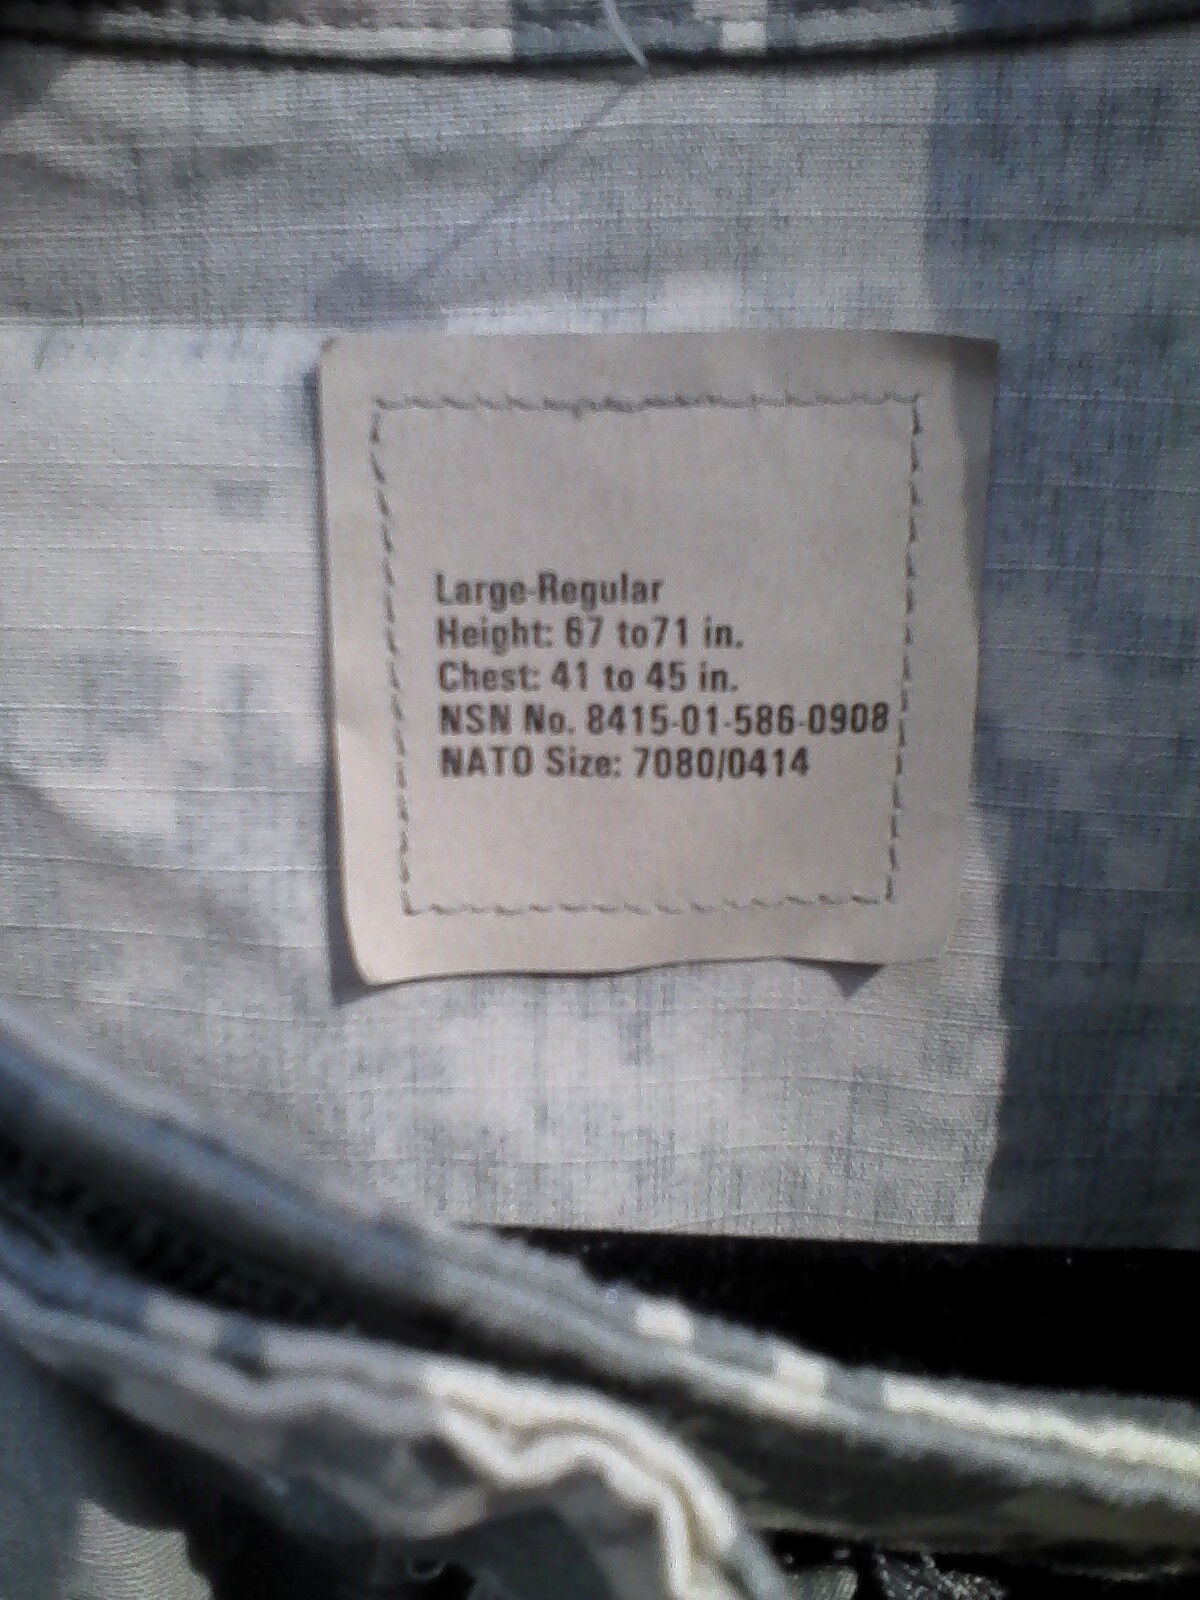 Large-Regular
Height: 67 to71 in.
Chest: 41 to 45 in.
NSN No. 8415-01-586-0908
NATO Size: 7080/0414